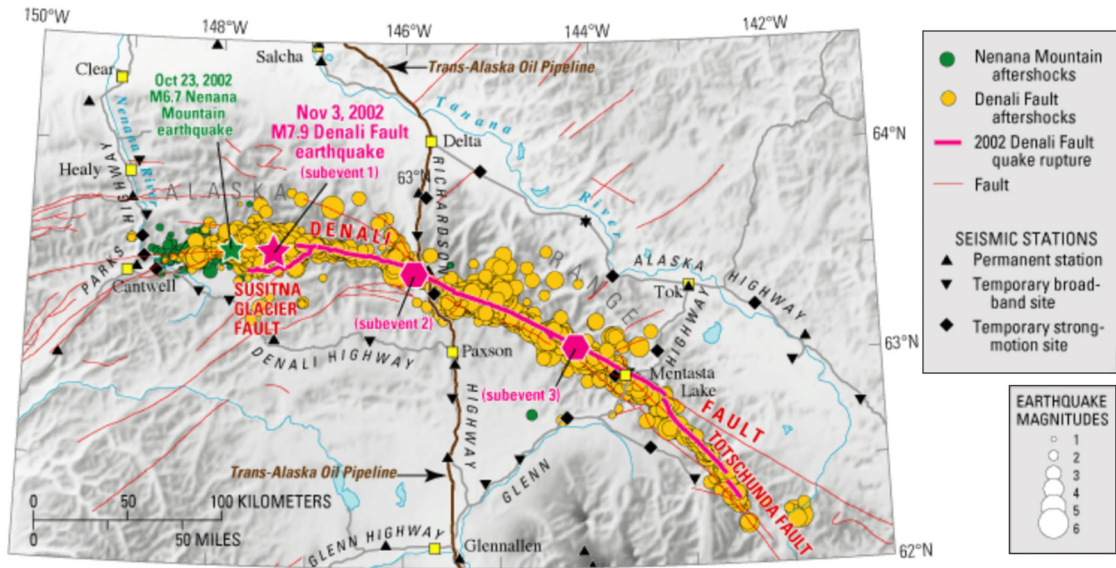 150°W
148°W
146°W
144°W
142°W
Clear
Salcha
Trans-Alaska Oil Pipeline
Oct 23, 2002
M6.7 Nenana
Mountain
earthquake
Nov 3, 2002
M7.9 Denali Fault
earthquake
(subevent 1)
Nenana River
Tanana
River
Delta
64°N
Healy
63°N
ALASKA
RANGE
PARKS HIGHWAY
RICHARDSON
HIGHWAY
DENALI
FAULT
Cantwell
SUSITNA
GLACIER
FAULT
(subevent 2)
ALASKA HIGHWAY
Tok
HIGHWAY
DENALI HIGHWAY
Paxson
63°N
(subevent 3)
Mentasta
Lake
TOTSCHUNDA FAULT
Trans-Alaska Oil Pipeline
GLENN
0 50 100 KILOMETERS
0 50 MILES
GLENN HIGHWAY
Glennallen
62°N
Nenana Mountain
aftershocks
Denali Fault
aftershocks
2002 Denali Fault
quake rupture
Fault
SEISMIC STATIONS
Permanent station
Temporary broad-
band site
Temporary strong-
motion site
EARTHQUAKE
MAGNITUDES
1
2
3
4
5
6